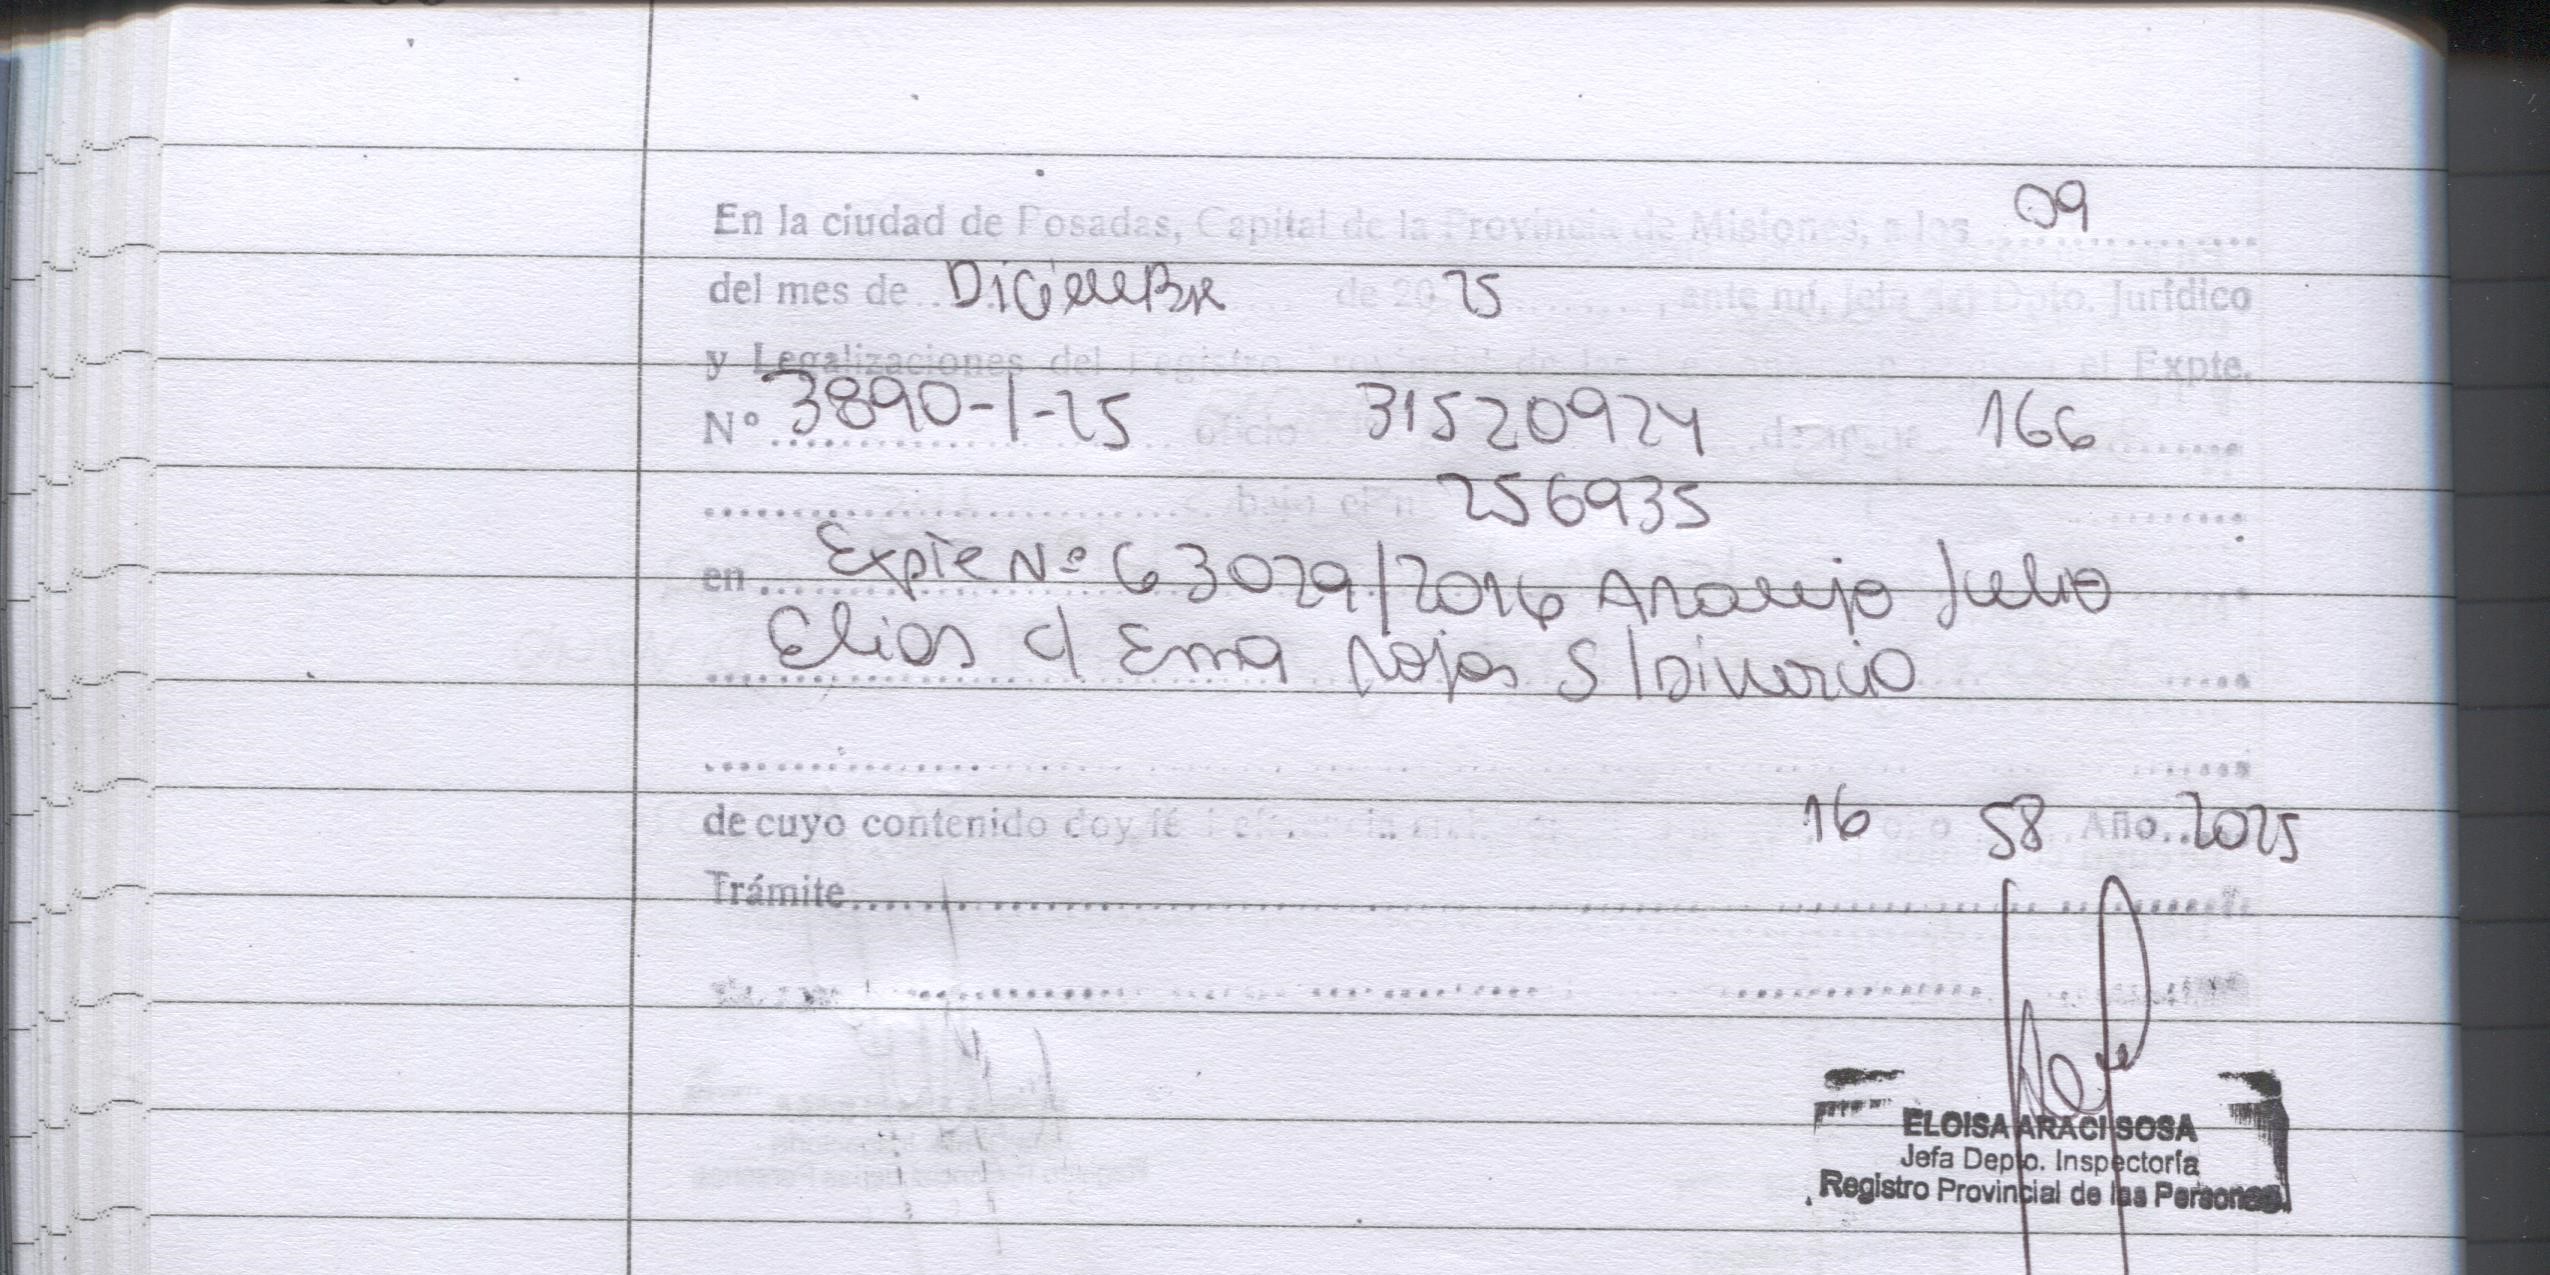 En la ciudad de Posadas, Capital de la Provincia de Misiones, a los 09
del mes de Diciembre de 2025, ante mí, Jefa del Dpto. Jurídico
y Legalizaciones del Registro Provincial de las el Expte.
Nº 3890-1-25 oficio 31520924 166
bajo el n 256935
en Expte Nº 63029/2016 Araujo Julio
Elias c/ Ema Rojas S/Divorcio
de cuyo contenido doy fé 16 58 Año 2025
Trámite
ELOISA ARACI SOSA
Jefa Depto. Inspectoría
Registro Provincial de las Personas